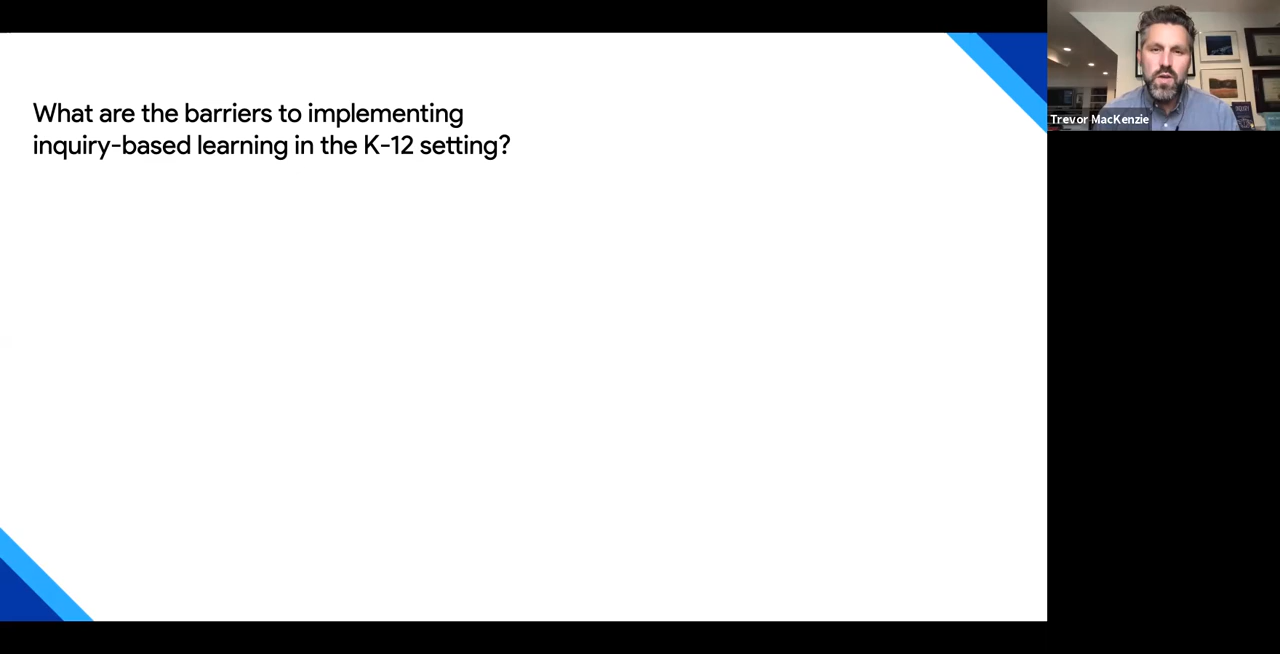 What are the barriers to implementing
inquiry-based learning in the K-12 setting?
Trevor MacKenzie